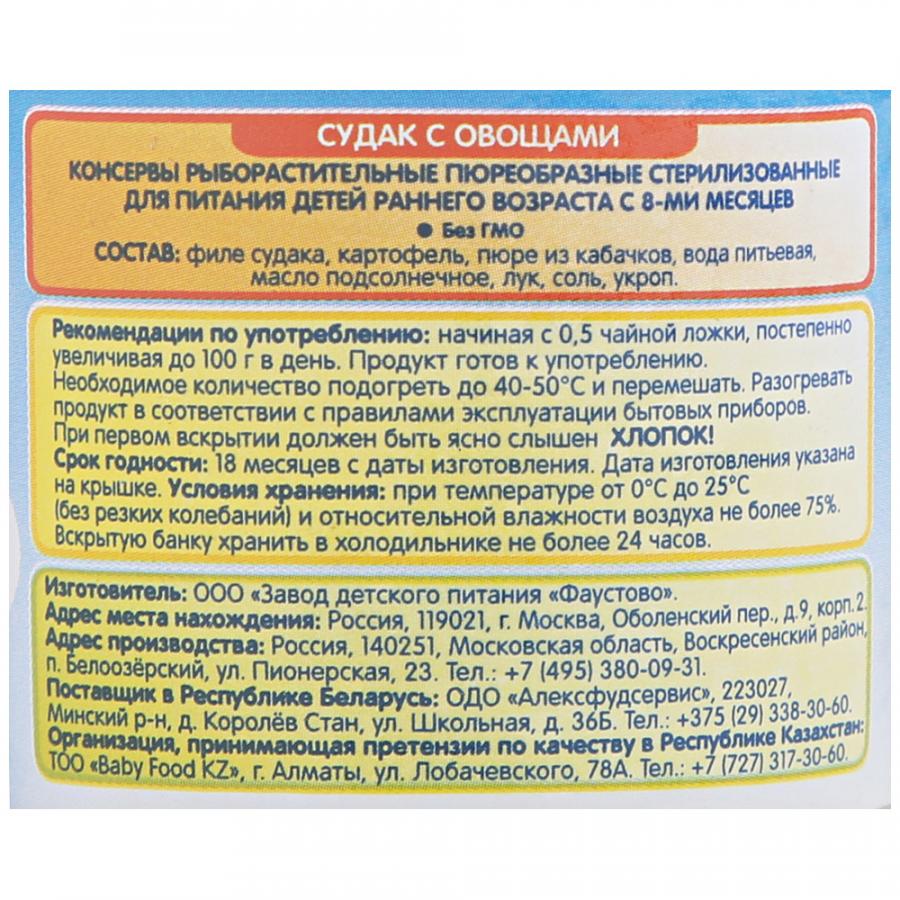 СУДАК С ОВОЩАМИ
КОНСЕРВЫ РЫБОРАСТИТЕЛЬНЫЕ ПЮРЕОБРАЗНЫЕ СТЕРИЛИЗОВАННЫЕ
ДЛЯ ПИТАНИЯ ДЕТЕЙ РАННЕГО ВОЗРАСТА С 8-МИ МЕСЯЦЕВ
● Без ГМО
СОСТАВ: филе судака, картофель, пюре из кабачков, вода питьевая,
масло подсолнечное, лук, соль, укроп.
Рекомендации по употреблению: начиная с 0,5 чайной ложки, постепенно
увеличивая до 100 г в день. Продукт готов к употреблению.
Необходимое количество подогреть до 40-50°С и перемешать. Разогревать
продукт в соответствии с правилами эксплуатации бытовых приборов.
При первом вскрытии должен быть ясно слышен ХЛОПОК!
Срок годности: 18 месяцев с даты изготовления. Дата изготовления указана
на крышке. Условия хранения: при температуре от 0°С до 25°С
(без резких колебаний) и относительной влажности воздуха не более 75%.
Вскрытую банку хранить в холодильнике не более 24 часов.
Изготовитель: ООО «Завод детского питания «Фаустово».
Адрес места нахождения: Россия, 119021, г. Москва, Оболенский пер., д.9, корп.2.
Адрес производства: Россия, 140251, Московская область, Воскресенский район,
п. Белоозёрский, ул. Пионерская, 23. Тел.: +7 (495) 380-09-31.
Поставщик в Республике Беларусь: ОДО «Алексфудсервис», 223027,
Минский р-н, д. Королёв Стан, ул. Школьная, д. 36Б. Тел.: +375 (29) 338-30-60.
Организация, принимающая претензии по качеству в Республике Казахстан:
ТОО «Baby Food KZ», г. Алматы, ул. Лобачевского, 78А. Тел.: +7 (727) 317-30-60.